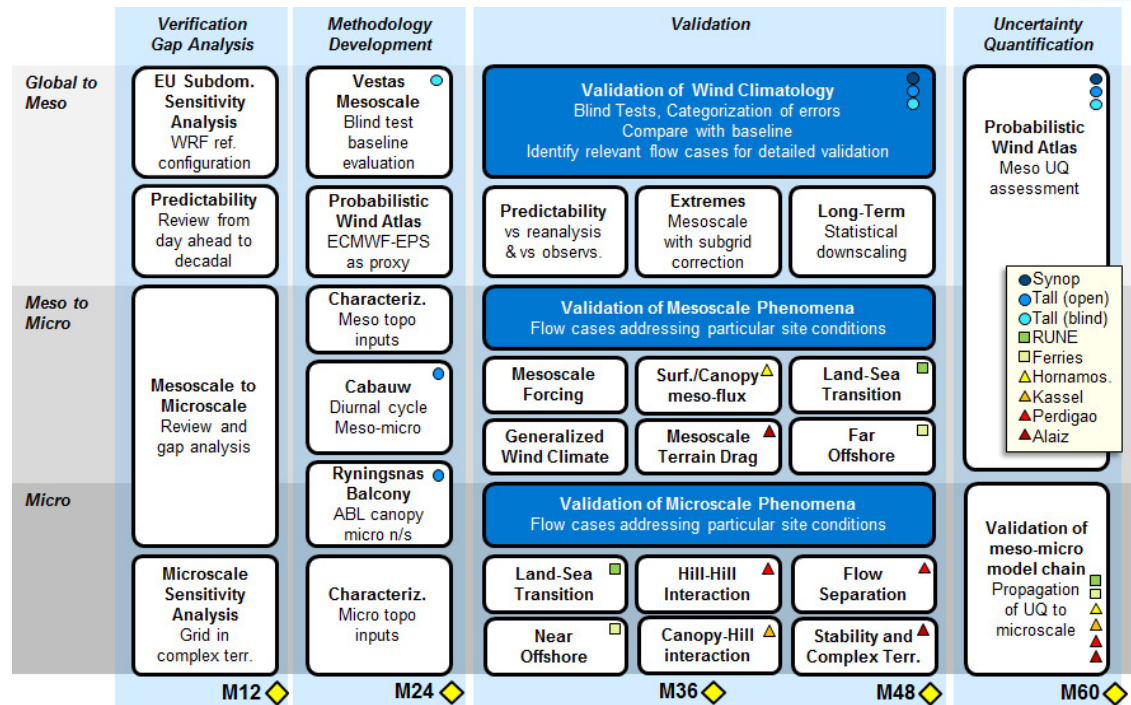 Verification
Gap Analysis
Methodology
Development
Validation
Uncertainty
Quantification
Global to
Meso
EU Subdom.
Sensitivity
Analysis
WRF ref.
configuration
Vestas
Mesoscale
Blind test
baseline
evaluation
Validation of Wind Climatology
Blind Tests, Categorization of errors
Compare with baseline
Identify relevant flow cases for detailed validation
Probabilistic
Wind Atlas
Meso UQ
assessment
Predictability
Review from
day ahead to
decadal
Probabilistic
Wind Atlas
ECMWF-EPS
as proxy
Predictability
vs reanalysis
& vs observs.
Extremes
Mesoscale
with subgrid
correction
Long-Term
Statistical
downscaling
Synop
Tall (open)
Tall (blind)
RUNE
Ferries
Hornamos.
Kassel
Perdigao
Alaiz
Meso to
Micro
Mesoscale to
Microscale
Review and
gap analysis
Characteriz.
Meso topo
inputs
Validation of Mesoscale Phenomena
Flow cases addressing particular site conditions
Cabauw
Diurnal cycle
Meso-micro
Mesoscale
Forcing
Surf./Canopy
meso-flux
Land-Sea
Transition
Generalized
Wind Climate
Mesoscale
Terrain Drag
Far
Offshore
Micro
Ryningsnas
Balcony
ABL canopy
micro n/s
Validation of Microscale Phenomena
Flow cases addressing particular site conditions
Validation of
meso-micro
model chain
Propagation
of UQ to
microscale
Microscale
Sensitivity
Analysis
Grid in
complex terr.
Characteriz.
Micro topo
inputs
Land-Sea
Transition
Hill-Hill
Interaction
Flow
Separation
Near
Offshore
Canopy-Hill
interaction
Stability and
Complex Terr.
M12
M24
M36
M48
M60